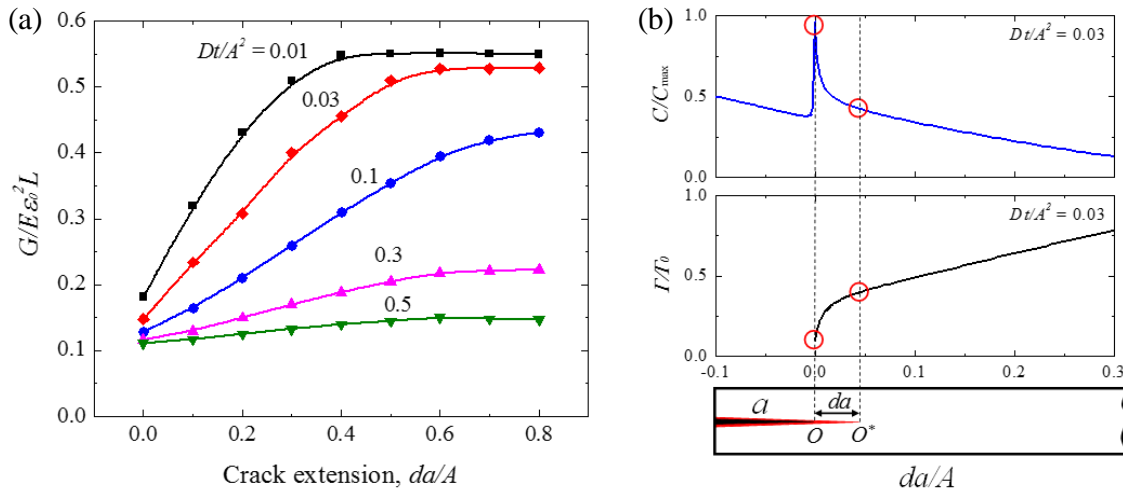 (a)
0.6
0.5
0.4
0.3
0.2
0.1
0.0
G/Eε₀²L
Dt/A² = 0.01
0.03
0.1
0.3
0.5
0.0 0.2 0.4 0.6 0.8
Crack extension, da/A
(b)
1.0
0.5
0.0
C/Cmax
Dt/A² = 0.03
1.0
0.5
0.0
Γ/Γ₀
Dt/A² = 0.03
-0.1 0.0 0.1 0.2 0.3
a da
O O*
da/A